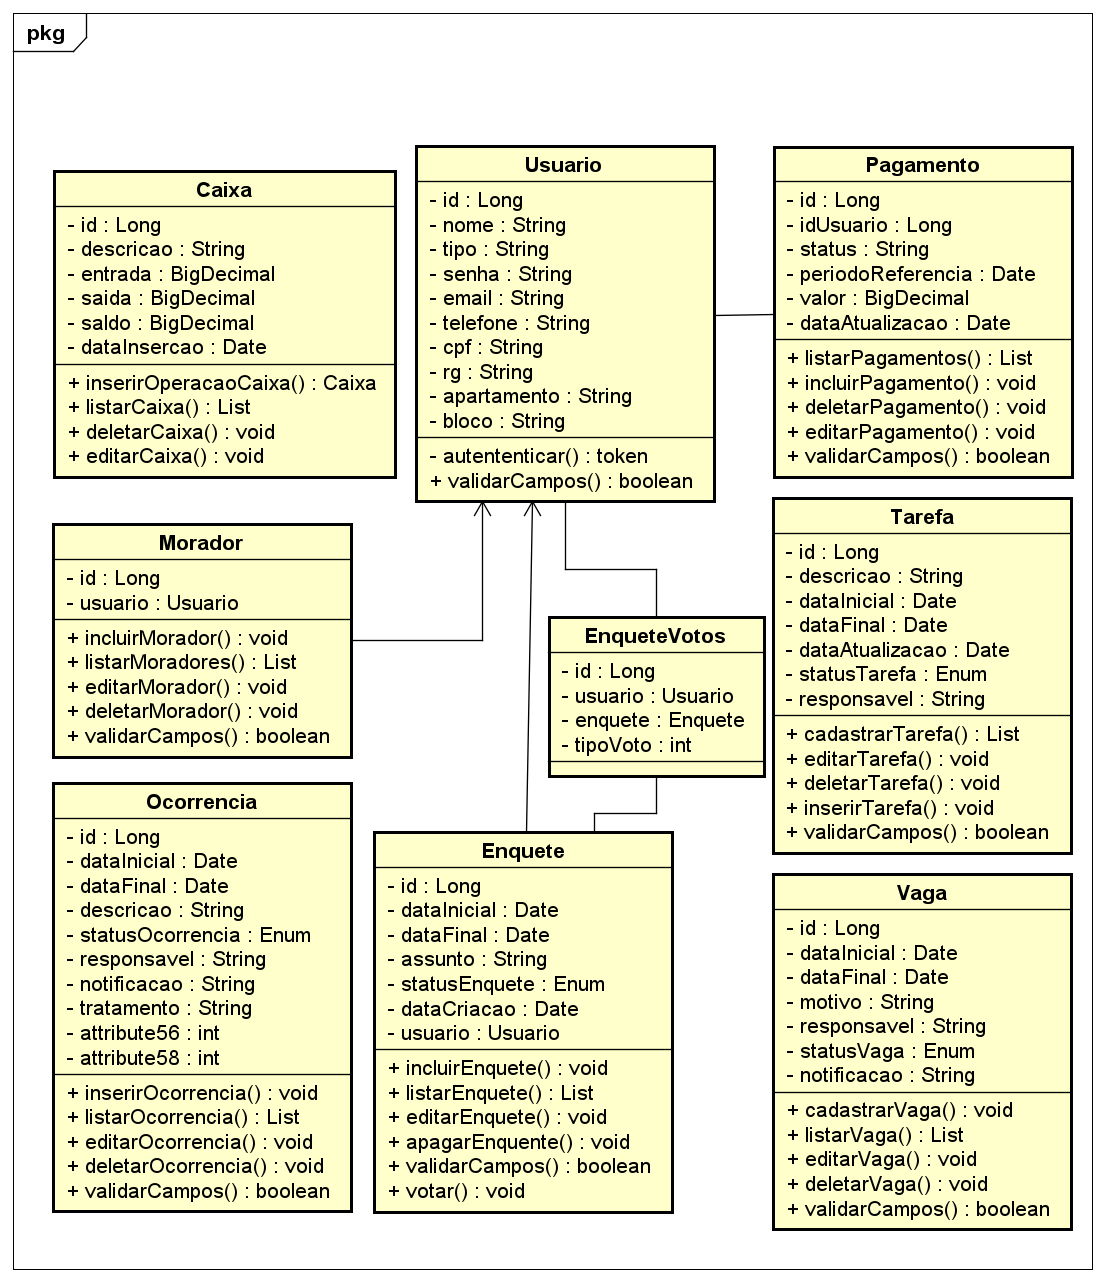 pkg
Caixa
- id : Long
- descricao : String
- entrada : BigDecimal
- saida : BigDecimal
- saldo : BigDecimal
- dataInsercao : Date
+ inserirOperacaoCaixa() : Caixa
+ listarCaixa() : List
+ deletarCaixa() : void
+ editarCaixa() : void
Usuario
- id : Long
- nome : String
- tipo : String
- senha : String
- email : String
- telefone : String
- cpf : String
- rg : String
- apartamento : String
- bloco : String
- autententicar() : token
+ validarCampos() : boolean
Pagamento
- id : Long
- idUsuario : Long
- status : String
- periodoReferencia : Date
- valor : BigDecimal
- dataAtualizacao : Date
+ listarPagamentos() : List
+ incluirPagamento() : void
+ deletarPagamento() : void
+ editarPagamento() : void
+ validarCampos() : boolean
Morador
- id : Long
- usuario : Usuario
+ incluirMorador() : void
+ listarMoradores() : List
+ editarMorador() : void
+ deletarMorador() : void
+ validarCampos() : boolean
EnqueteVotos
- id : Long
- usuario : Usuario
- enquete : Enquete
- tipoVoto : int
Tarefa
- id : Long
- descricao : String
- dataInicial : Date
- dataFinal : Date
- dataAtualizacao : Date
- statusTarefa : Enum
- responsavel : String
+ cadastrarTarefa() : List
+ editarTarefa() : void
+ deletarTarefa() : void
+ inserirTarefa() : void
+ validarCampos() : boolean
Ocorrencia
- id : Long
- dataInicial : Date
- dataFinal : Date
- descricao : String
- statusOcorrencia : Enum
- responsavel : String
- notificacao : String
- tratamento : String
- attribute56 : int
- attribute58 : int
+ inserirOcorrencia() : void
+ listarOcorrencia() : List
+ editarOcorrencia() : void
+ deletarOcorrencia() : void
+ validarCampos() : boolean
Enquete
- id : Long
- dataInicial : Date
- dataFinal : Date
- assunto : String
- statusEnquete : Enum
- dataCriacao : Date
- usuario : Usuario
+ incluirEnquete() : void
+ listarEnquete() : List
+ editarEnquete() : void
+ apagarEnquente() : void
+ validarCampos() : boolean
+ votar() : void
Vaga
- id : Long
- dataInicial : Date
- dataFinal : Date
- motivo : String
- responsavel : String
- statusVaga : Enum
- notificacao : String
+ cadastrarVaga() : void
+ listarVaga() : List
+ editarVaga() : void
+ deletarVaga() : void
+ validarCampos() : boolean